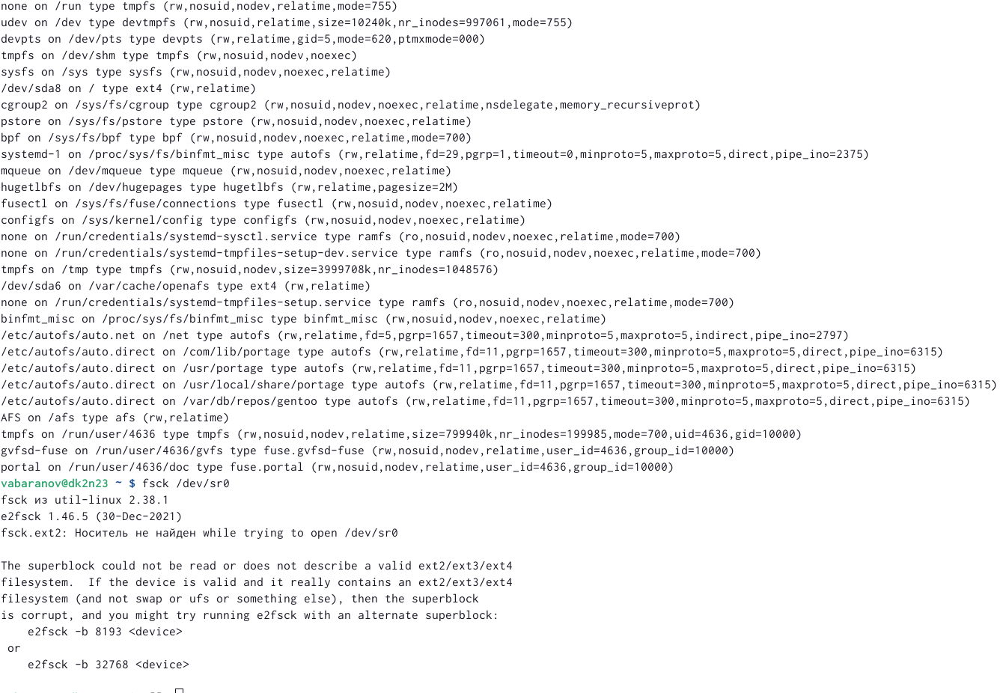 none on /run type tmpfs (rw,nosuid,nodev,relatime,mode=755)
udev on /dev type devtmpfs (rw,nosuid,relatime,size=10240k,nr_inodes=997061,mode=755)
devpts on /dev/pts type devpts (rw,relatime,gid=5,mode=620,ptmxmode=000)
tmpfs on /dev/shm type tmpfs (rw,nosuid,nodev,noexec)
sysfs on /sys type sysfs (rw,nosuid,nodev,noexec,relatime)
/dev/sda8 on / type ext4 (rw,relatime)
cgroup2 on /sys/fs/cgroup type cgroup2 (rw,nosuid,nodev,noexec,relatime,nsdelegate,memory_recursiveprot)
pstore on /sys/fs/pstore type pstore (rw,nosuid,nodev,noexec,relatime)
bpf on /sys/fs/bpf type bpf (rw,nosuid,nodev,noexec,relatime,mode=700)
systemd-1 on /proc/sys/fs/binfmt_misc type autofs (rw,relatime,fd=29,pgrp=1,timeout=0,minproto=5,maxproto=5,direct,pipe_ino=2375)
mqueue on /dev/mqueue type mqueue (rw,nosuid,nodev,noexec,relatime)
hugetlbfs on /dev/hugepages type hugetlbfs (rw,relatime,pagesize=2M)
fusectl on /sys/fs/fuse/connections type fusectl (rw,nosuid,nodev,noexec,relatime)
configfs on /sys/kernel/config type configfs (rw,nosuid,nodev,noexec,relatime)
none on /run/credentials/systemd-sysctl.service type ramfs (ro,nosuid,nodev,noexec,relatime,mode=700)
none on /run/credentials/systemd-tmpfiles-setup-dev.service type ramfs (ro,nosuid,nodev,noexec,relatime,mode=700)
tmpfs on /tmp type tmpfs (rw,nosuid,nodev,size=3999708k,nr_inodes=1048576)
/dev/sda6 on /var/cache/openafs type ext4 (rw,relatime)
none on /run/credentials/systemd-tmpfiles-setup.service type ramfs (ro,nosuid,nodev,noexec,relatime,mode=700)
binfmt_misc on /proc/sys/fs/binfmt_misc type binfmt_misc (rw,nosuid,nodev,noexec,relatime)
/etc/autofs/auto.net on /net type autofs (rw,relatime,fd=5,pgrp=1657,timeout=300,minproto=5,maxproto=5,indirect,pipe_ino=2797)
/etc/autofs/auto.direct on /com/lib/portage type autofs (rw,relatime,fd=11,pgrp=1657,timeout=300,minproto=5,maxproto=5,direct,pipe_ino=6315)
/etc/autofs/auto.direct on /usr/portage type autofs (rw,relatime,fd=11,pgrp=1657,timeout=300,minproto=5,maxproto=5,direct,pipe_ino=6315)
/etc/autofs/auto.direct on /usr/local/share/portage type autofs (rw,relatime,fd=11,pgrp=1657,timeout=300,minproto=5,maxproto=5,direct,pipe_ino=6315)
/etc/autofs/auto.direct on /var/db/repos/gentoo type autofs (rw,relatime,fd=11,pgrp=1657,timeout=300,minproto=5,maxproto=5,direct,pipe_ino=6315)
AFS on /afs type afs (rw,relatime)
tmpfs on /run/user/4636 type tmpfs (rw,nosuid,nodev,relatime,size=799940k,nr_inodes=199985,mode=700,uid=4636,gid=10000)
gvfsd-fuse on /run/user/4636/gvfs type fuse.gvfsd-fuse (rw,nosuid,nodev,relatime,user_id=4636,group_id=10000)
portal on /run/user/4636/doc type fuse.portal (rw,nosuid,nodev,relatime,user_id=4636,group_id=10000)
vabaranov@dk2n23 ~ $ fsck /dev/sr0
fsck из util-linux 2.38.1
e2fsck 1.46.5 (30-Dec-2021)
fsck.ext2: Носитель не найден while trying to open /dev/sr0
The superblock could not be read or does not describe a valid ext2/ext3/ext4
filesystem.  If the device is valid and it really contains an ext2/ext3/ext4
filesystem (and not swap or ufs or something else), then the superblock
is corrupt, and you might try running e2fsck with an alternate superblock:
    e2fsck -b 8193 <device>
 or
    e2fsck -b 32768 <device>